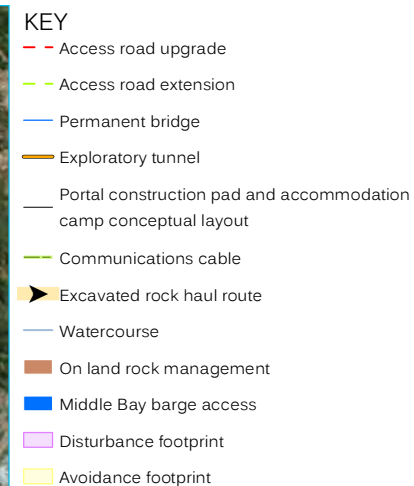 KEY
Access road upgrade
Access road extension
Permanent bridge
Exploratory tunnel
Portal construction pad and accommodation
camp conceptual layout
Communications cable
Excavated rock haul route
Watercourse
On land rock management
Middle Bay barge access
Disturbance footprint
Avoidance footprint